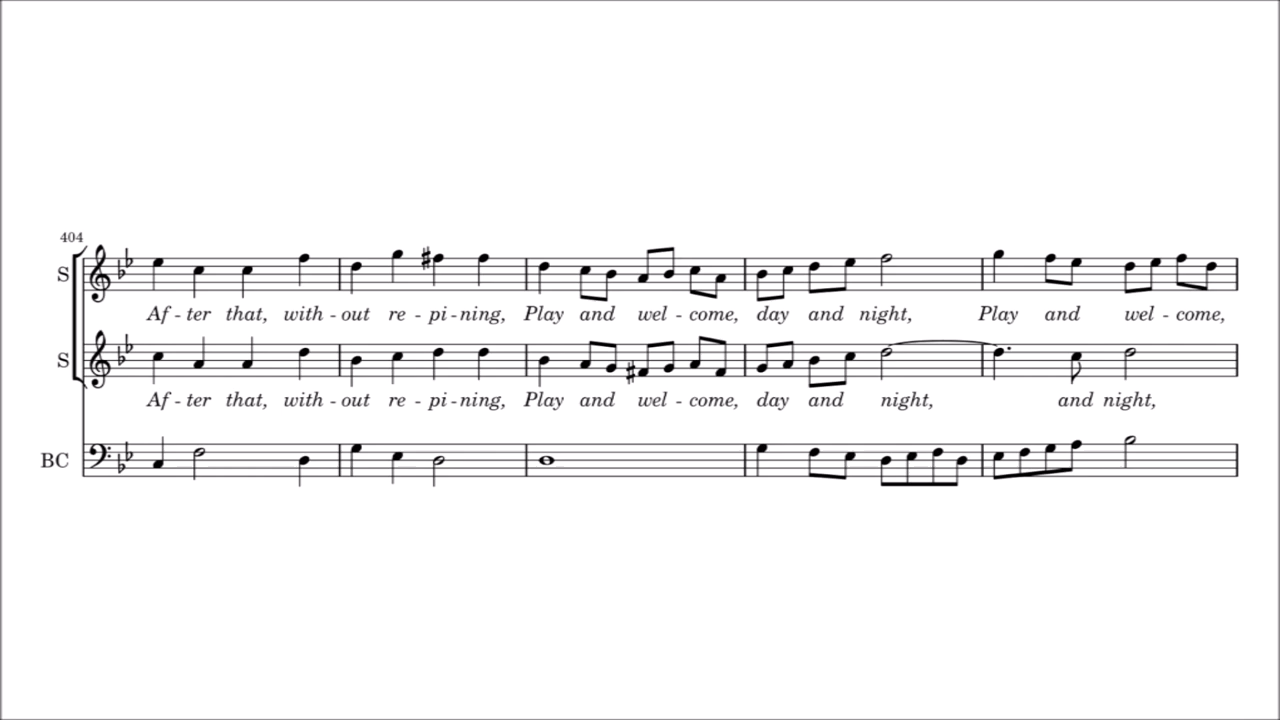 404
S
Af - ter that, with - out re - pi - ning, Play and wel - come, day and night, Play and wel - come,
S
Af - ter that, with - out re - pi - ning, Play and wel - come, day and night, and night,
BC